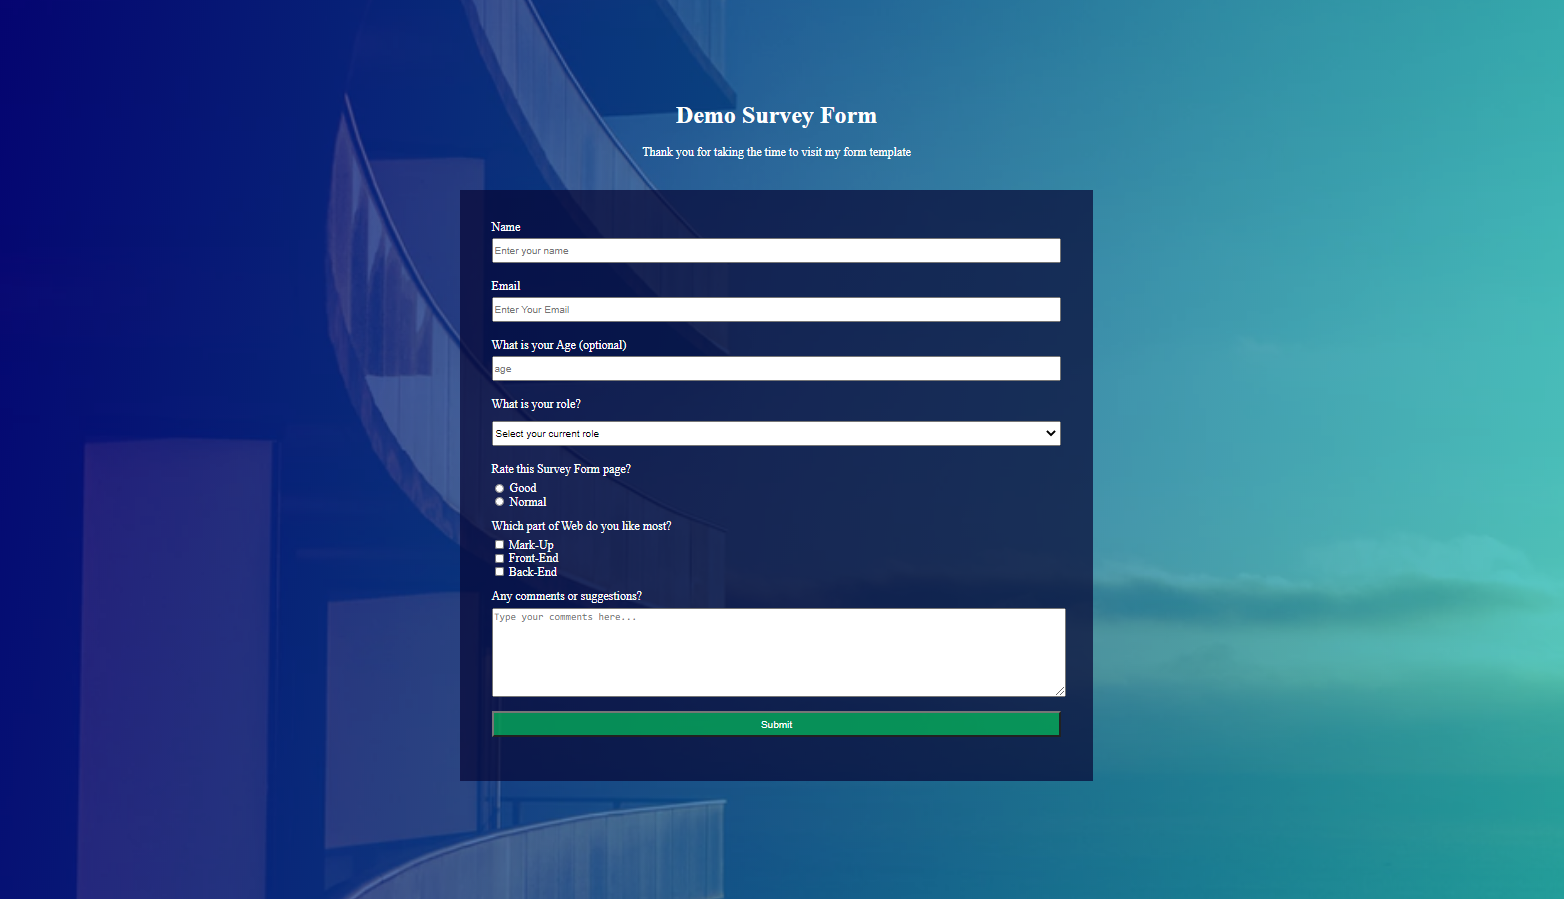 Demo Survey Form
Thank you for taking the time to visit my form template
Name
Enter your name
Email
Enter Your Email
What is your Age (optional)
age
What is your role?
Select your current role
Rate this Survey Form page?
Good
Normal
Which part of Web do you like most?
Mark-Up
Front-End
Back-End
Any comments or suggestions?
Type your comments here...
Submit